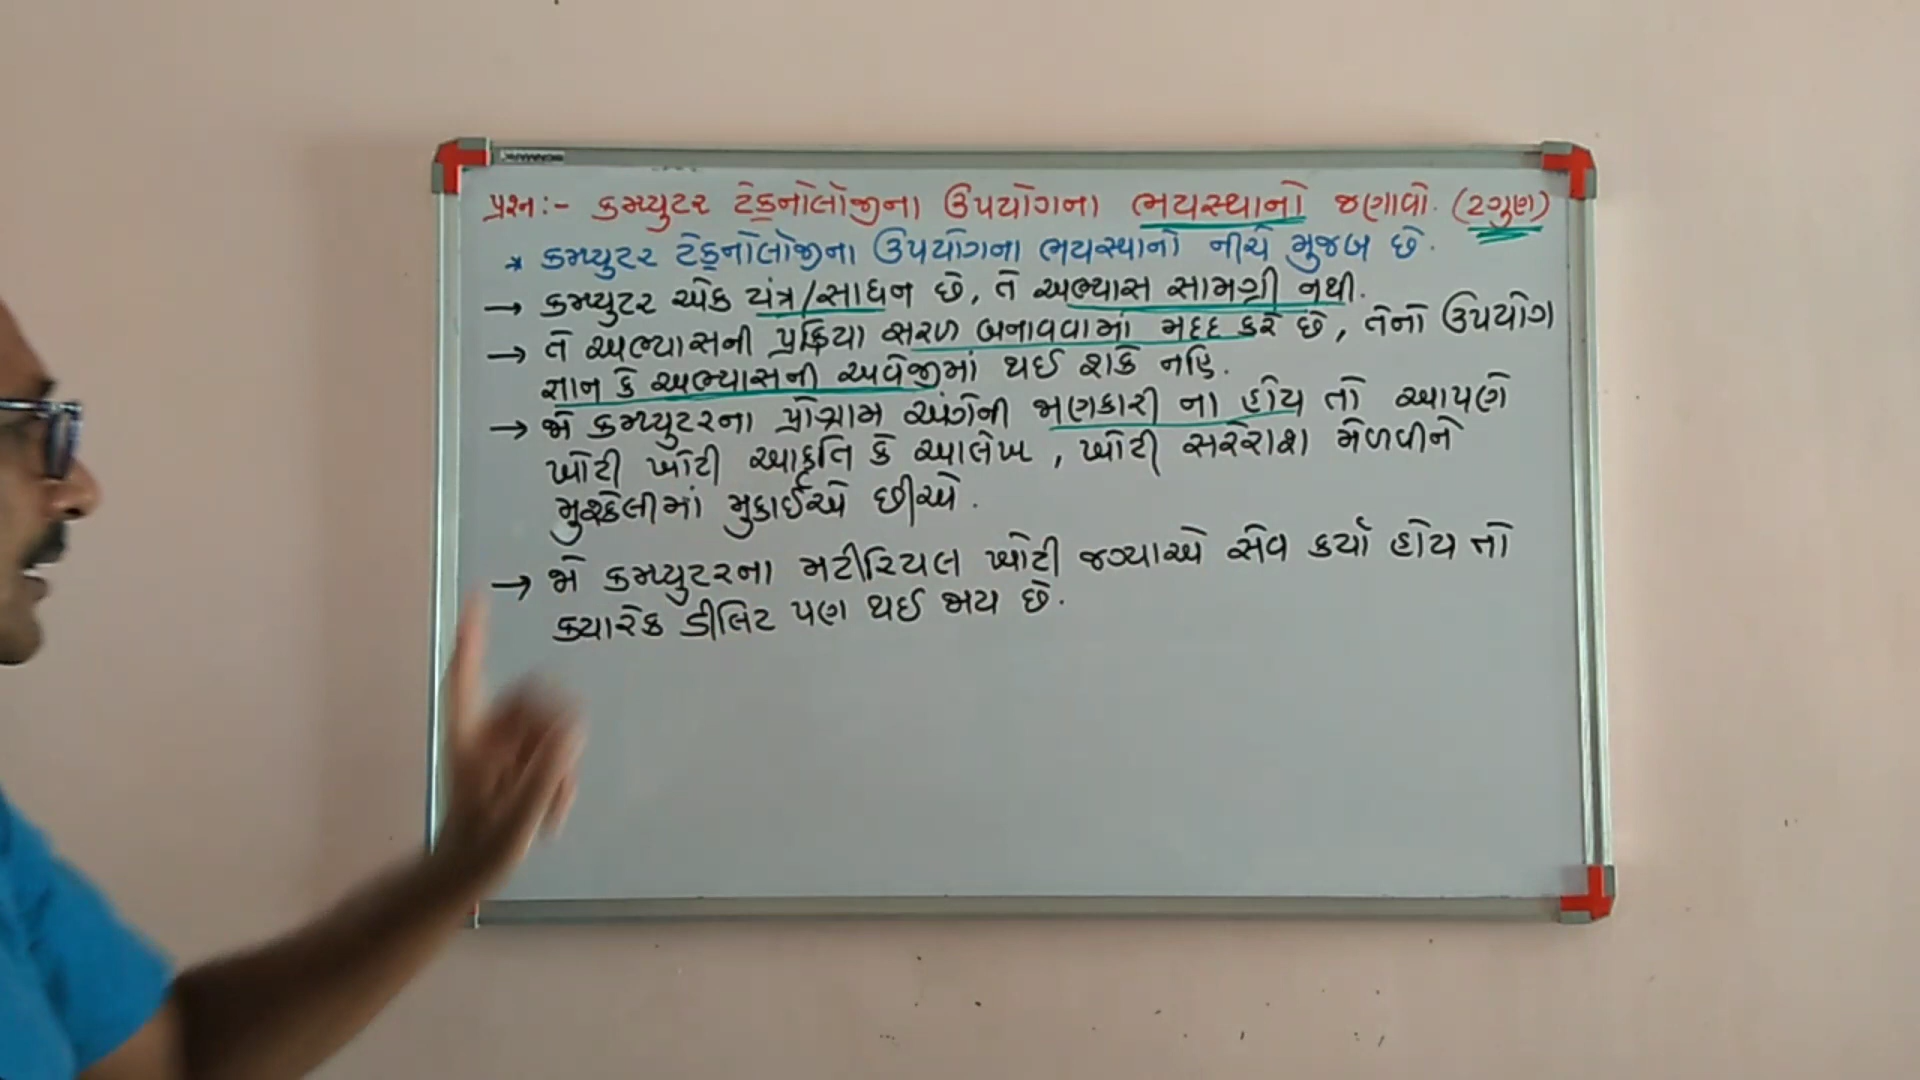 પ્રશ્ન:- કમ્પ્યુટર ટેક્નોલોજીના ઉપયોગના ભયસ્થાનો જણાવો. (2ગુણ)
* કમ્પ્યુટર ટેક્નોલોજીના ઉપયોગના ભયસ્થાનો નીચે મુજબ છે.
→ કમ્પ્યુટર એક યંત્ર/સાધન છે, તે અભ્યાસ સામગ્રી નથી.
→ તે અભ્યાસની પ્રક્રિયા સરળ બનાવવામાં મદદ કરે છે, તેનો ઉપયોગ
જ્ઞાન કે અભ્યાસની અવેજીમાં થઈ શકે નહિ.
→ જો કમ્પ્યુટરના પ્રોગ્રામ અંગેની જાણકારી ના હોય તો આપણે
ખોટી ખોટી આકૃતિ કે આલેખ, ખોટી સરેરાશ મેળવીને
મુશ્કેલીમાં મુકાઈએ છીએ.
→ જો કમ્પ્યુટરના મટીરિયલ ખોટી જગ્યાએ સેવ કર્યો હોય તો
ક્યારેક ડીલિટ પણ થઈ જાય છે.